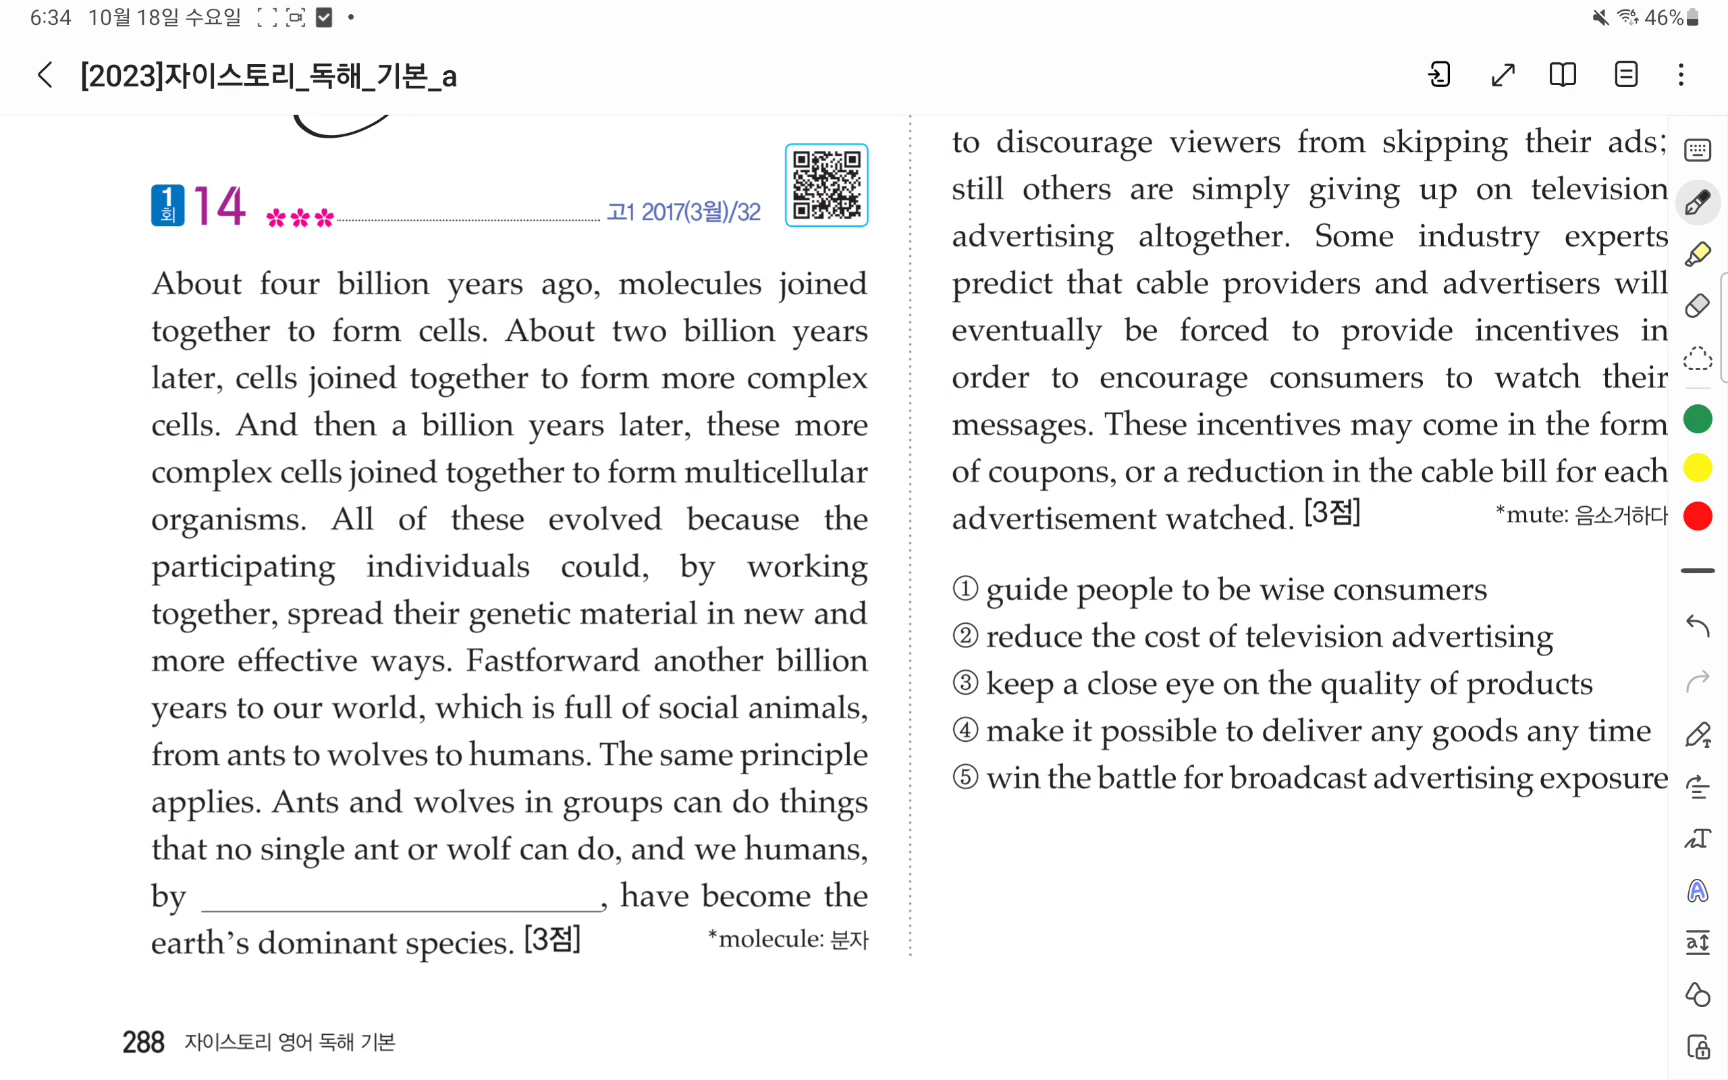 6:34 10월 18일 수요일
46%
[2023]자이스토리_독해_기본_a
1회 14
고1 2017(3월)/32
About four billion years ago, molecules joined
together to form cells. About two billion years
later, cells joined together to form more complex
cells. And then a billion years later, these more
complex cells joined together to form multicellular
organisms. All of these evolved because the
participating individuals could, by working
together, spread their genetic material in new and
more effective ways. Fastforward another billion
years to our world, which is full of social animals,
from ants to wolves to humans. The same principle
applies. Ants and wolves in groups can do things
that no single ant or wolf can do, and we humans,
by ____________________, have become the
earth's dominant species. [3점]
*molecule: 분자
288 자이스토리 영어 독해 기본
to discourage viewers from skipping their ads;
still others are simply giving up on television
advertising altogether. Some industry experts
predict that cable providers and advertisers will
eventually be forced to provide incentives in
order to encourage consumers to watch their
messages. These incentives may come in the form
of coupons, or a reduction in the cable bill for each
advertisement watched. [3점]
*mute: 음소거하다
① guide people to be wise consumers
② reduce the cost of television advertising
③ keep a close eye on the quality of products
④ make it possible to deliver any goods any time
⑤ win the battle for broadcast advertising exposure